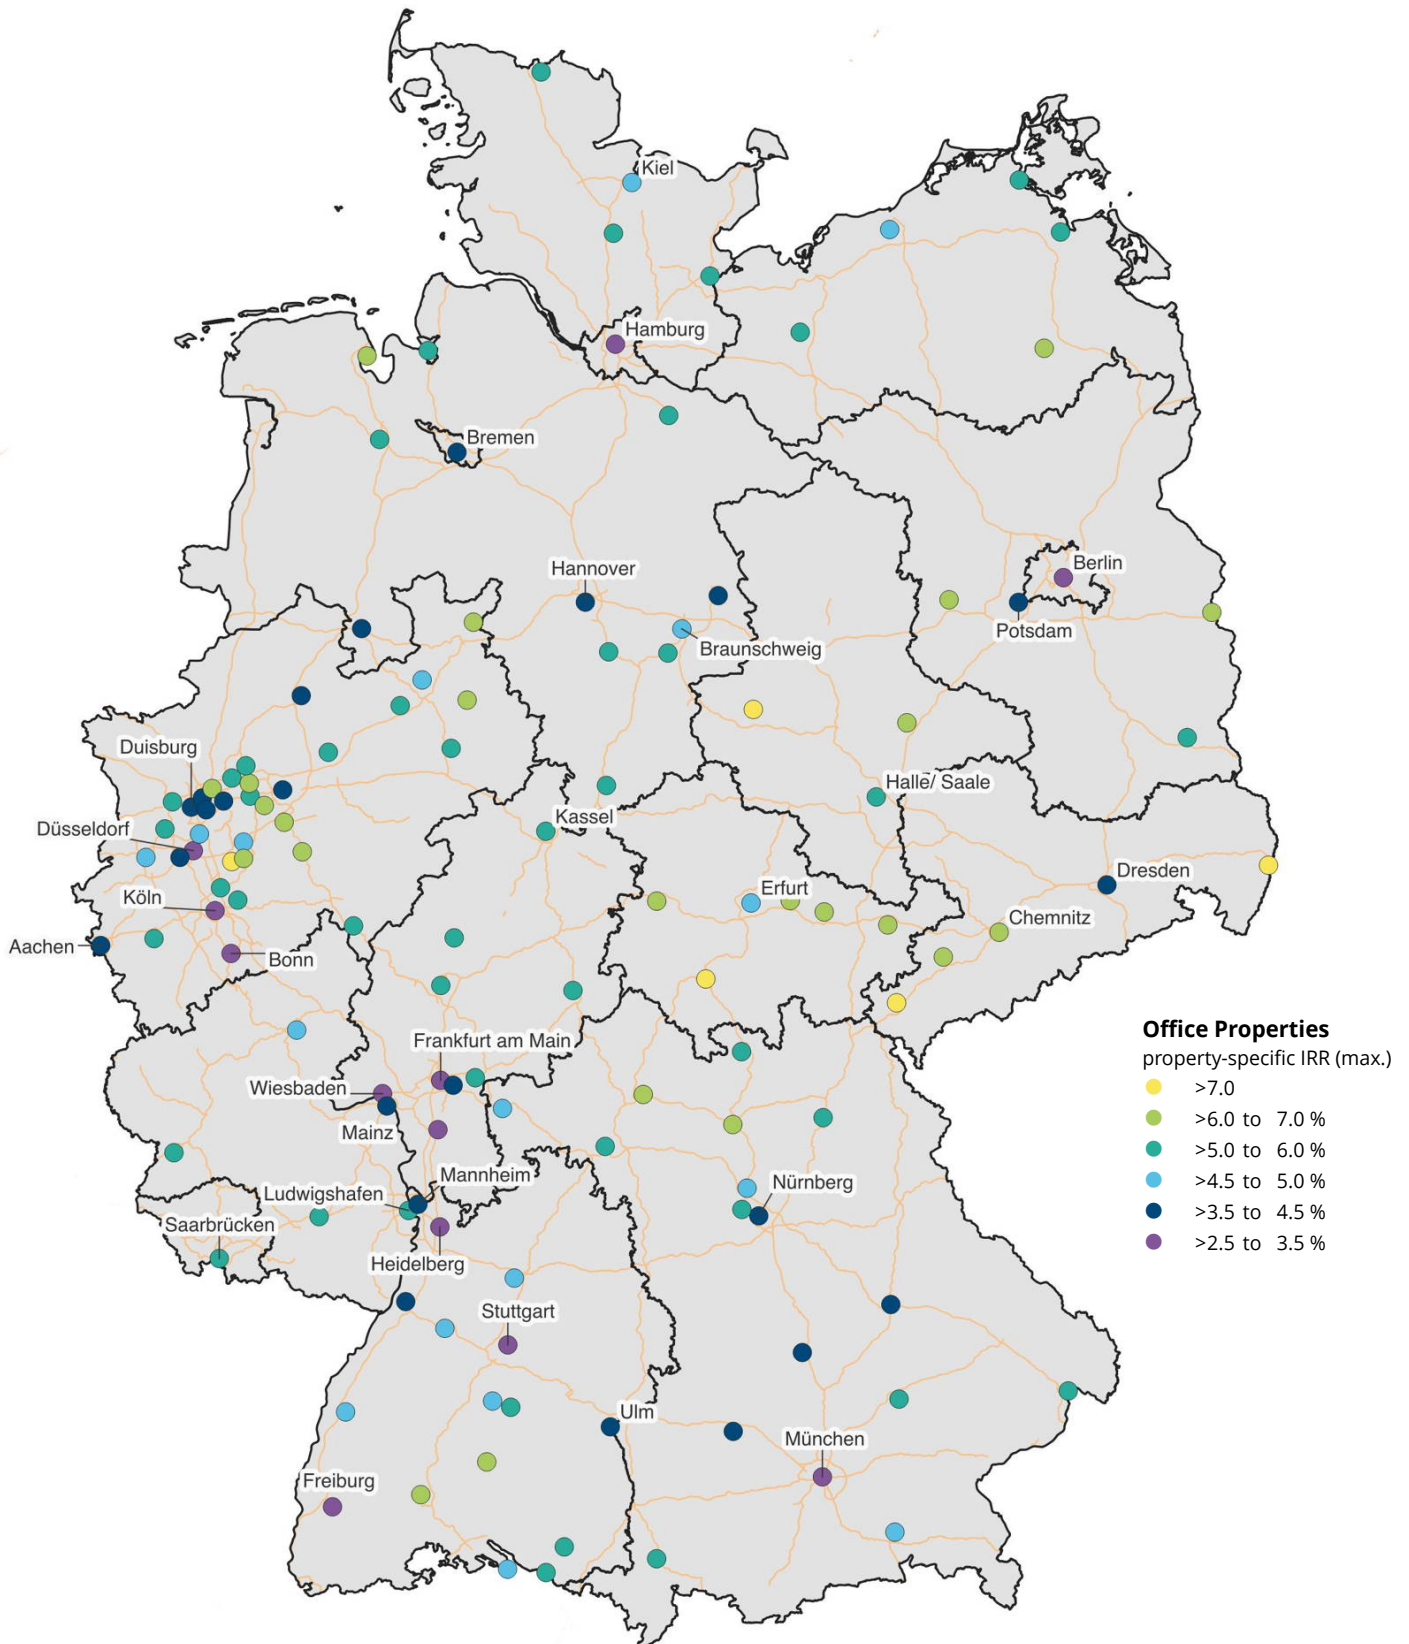 Kiel
Hamburg
Bremen
Hannover
Berlin
Potsdam
Braunschweig
Duisburg
Halle/ Saale
Kassel
Düsseldorf
Dresden
Erfurt
Köln
Chemnitz
Aachen
Bonn
Office Properties
property-specific IRR (max.)
>7.0
>6.0 to 7.0 %
>5.0 to 6.0 %
>4.5 to 5.0 %
>3.5 to 4.5 %
>2.5 to 3.5 %
Frankfurt am Main
Wiesbaden
Mainz
Mannheim
Nürnberg
Ludwigshafen
Saarbrücken
Heidelberg
Stuttgart
Ulm
München
Freiburg